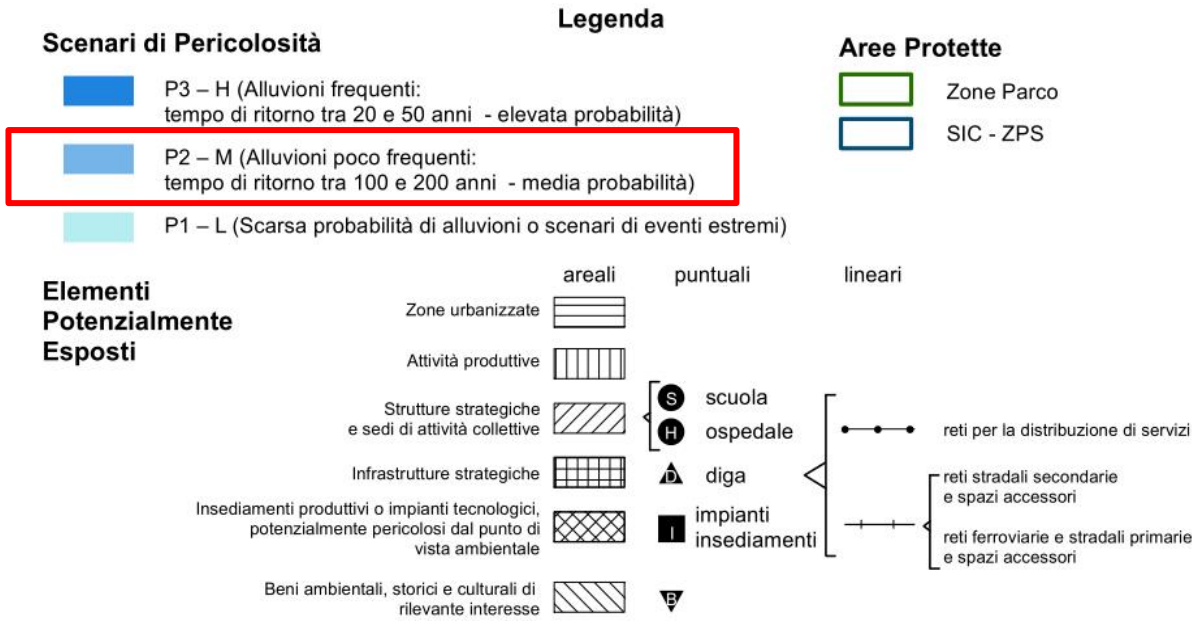 Legenda
Scenari di Pericolosità
P3 – H (Alluvioni frequenti:
tempo di ritorno tra 20 e 50 anni - elevata probabilità)
P2 – M (Alluvioni poco frequenti:
tempo di ritorno tra 100 e 200 anni - media probabilità)
P1 – L (Scarsa probabilità di alluvioni o scenari di eventi estremi)
Aree Protette
Zone Parco
SIC - ZPS
Elementi
Potenzialmente
Esposti
areali
puntuali
lineari
Zone urbanizzate
Attività produttive
Strutture strategiche
e sedi di attività collettive
Infrastrutture strategiche
Insediamenti produttivi o impianti tecnologici,
potenzialmente pericolosi dal punto di
vista ambientale
Beni ambientali, storici e culturali di
rilevante interesse
S scuola
H ospedale
D diga
I impianti
insediamenti
B
reti per la distribuzione di servizi
reti stradali secondarie
e spazi accessori
reti ferroviarie e stradali primarie
e spazi accessori